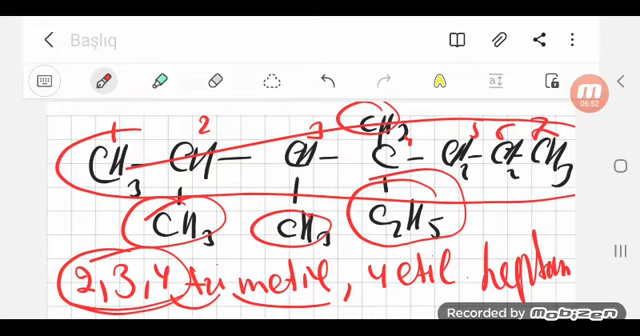 Başlıq
06:52
1 2 3 CH3
CH3 — CH — CH — C — CH2 — CH2 — CH3
4 5 6 7
CH3 CH3 C2H5
2,3,4 tri metil, 4 etil heptan
Recorded by mobizen